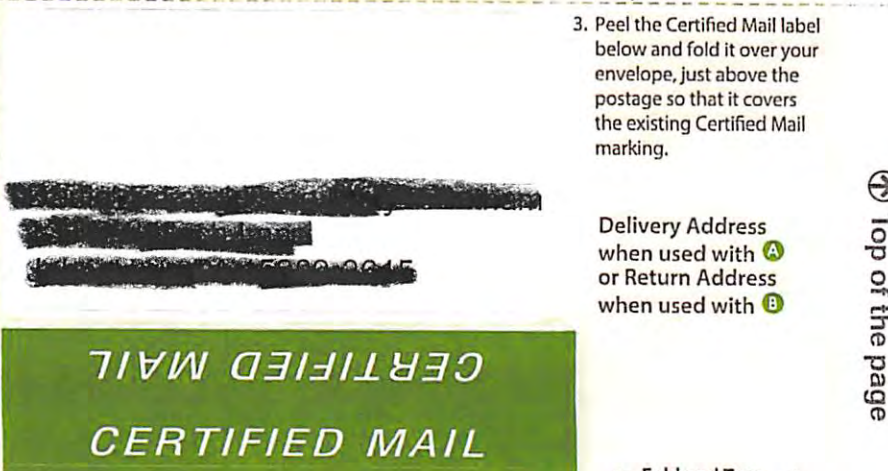 3. Peel the Certified Mail label
below and fold it over your
envelope, just above the
postage so that it covers
the existing Certified Mail
marking.
Delivery Address
when used with A
or Return Address
when used with B
Top of the page
CERTIFIED MAIL
CERTIFIED MAIL